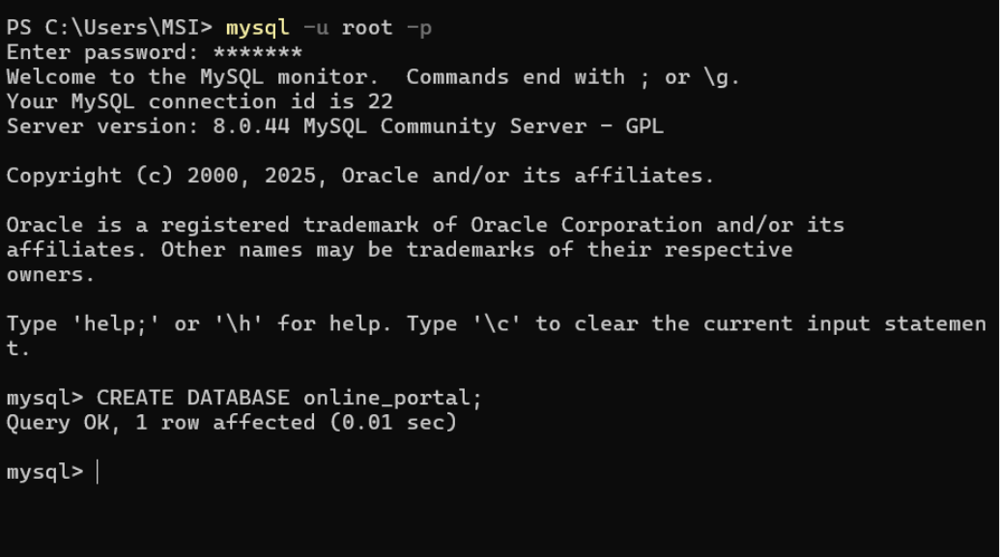 PS C:\Users\MSI> mysql -u root -p
Enter password: *******
Welcome to the MySQL monitor.  Commands end with ; or \g.
Your MySQL connection id is 22
Server version: 8.0.44 MySQL Community Server - GPL

Copyright (c) 2000, 2025, Oracle and/or its affiliates.

Oracle is a registered trademark of Oracle Corporation and/or its
affiliates. Other names may be trademarks of their respective
owners.

Type 'help;' or '\h' for help. Type '\c' to clear the current input statemen
t.

mysql> CREATE DATABASE online_portal;
Query OK, 1 row affected (0.01 sec)

mysql>